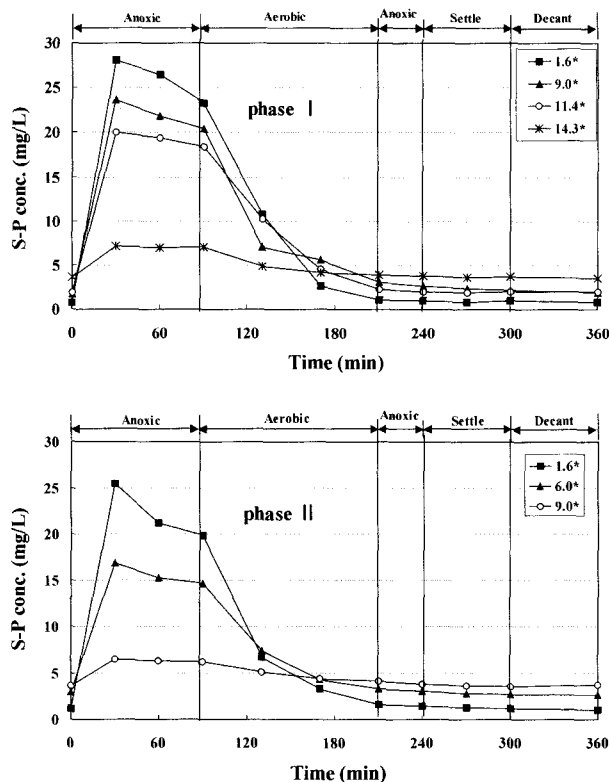 Anoxic Aerobic Anoxic Settle Decant
30
25
20
15
10
5
0
S-P conc. (mg/L)
phase I
1.6*
9.0*
11.4*
14.3*
0 60 120 180 240 300 360
Time (min)
Anoxic Aerobic Anoxic Settle Decant
30
25
20
15
10
5
0
S-P conc. (mg/L)
phase II
1.6*
6.0*
9.0*
0 60 120 180 240 300 360
Time (min)